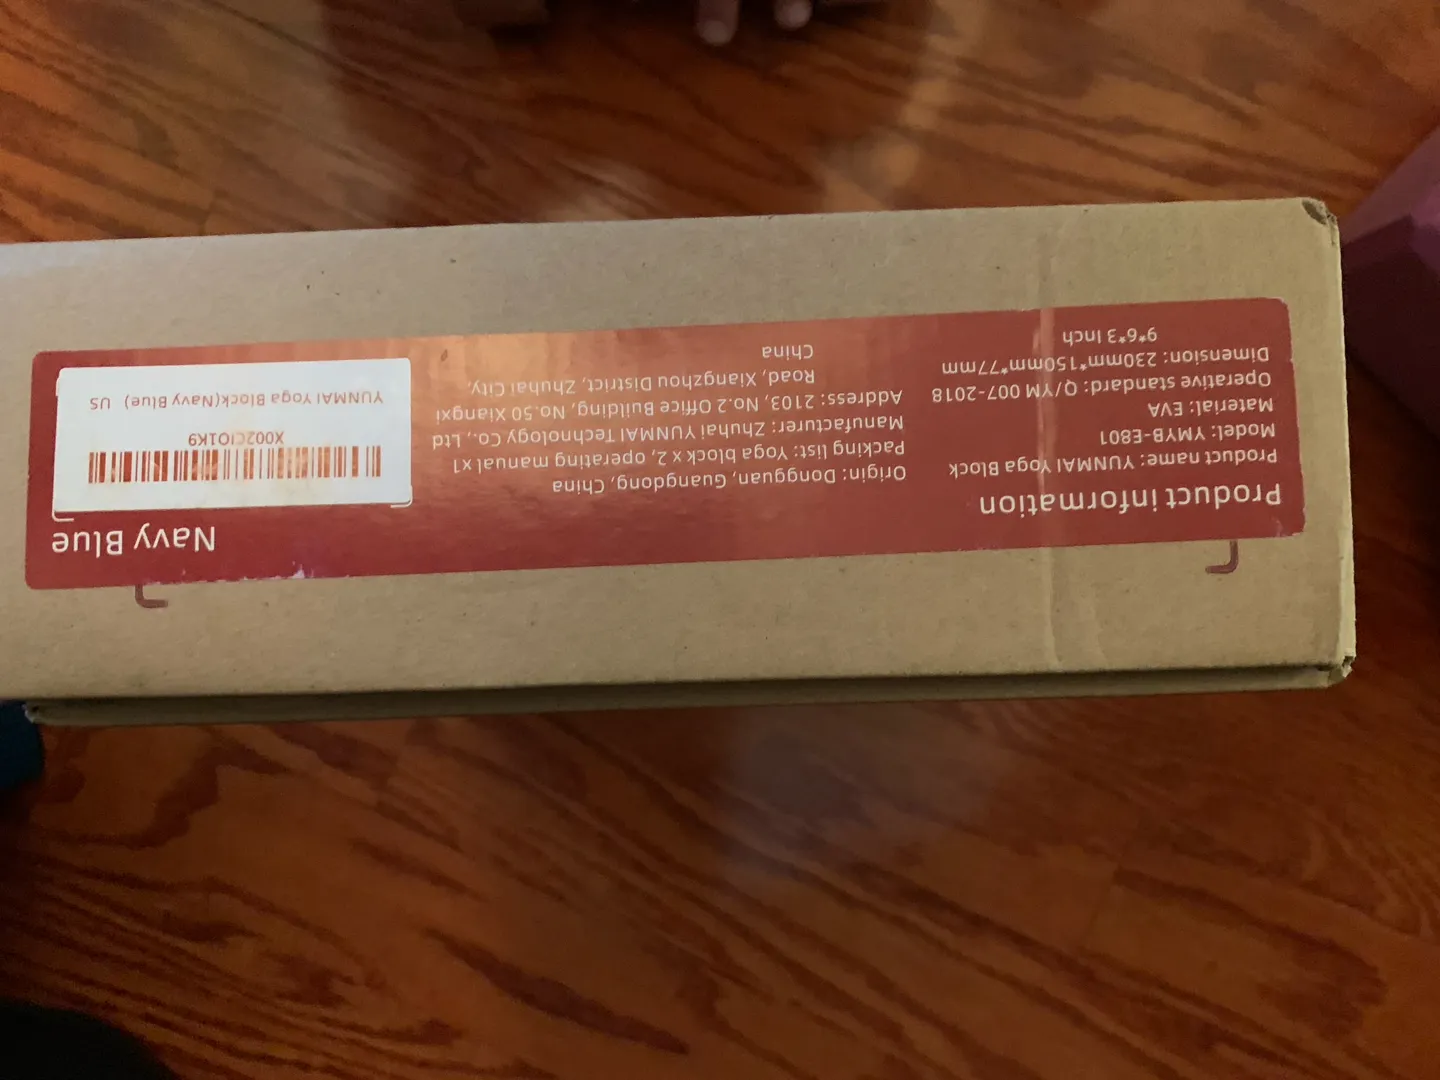 Product information
Product name: YUNMAI Yoga Block
Model: YMYB-E801
Material: EVA
Operative standard: Q/YM 007-2018
Dimension: 230mm*150mm*77mm
9*6*3 Inch
Origin: Dongguan, Guangdong, China
Packing list: Yoga block x 2, operating manual x1
Manufacturer: Zhuhai YUNMAI Technology Co., Ltd
Address: 2103, No.2 Office Building, No.50 Xiangxi
Road, Xiangzhou District, Zhuhai City,
China
Navy Blue
X002CIO1K9
YUNMAI Yoga Block(Navy Blue) US